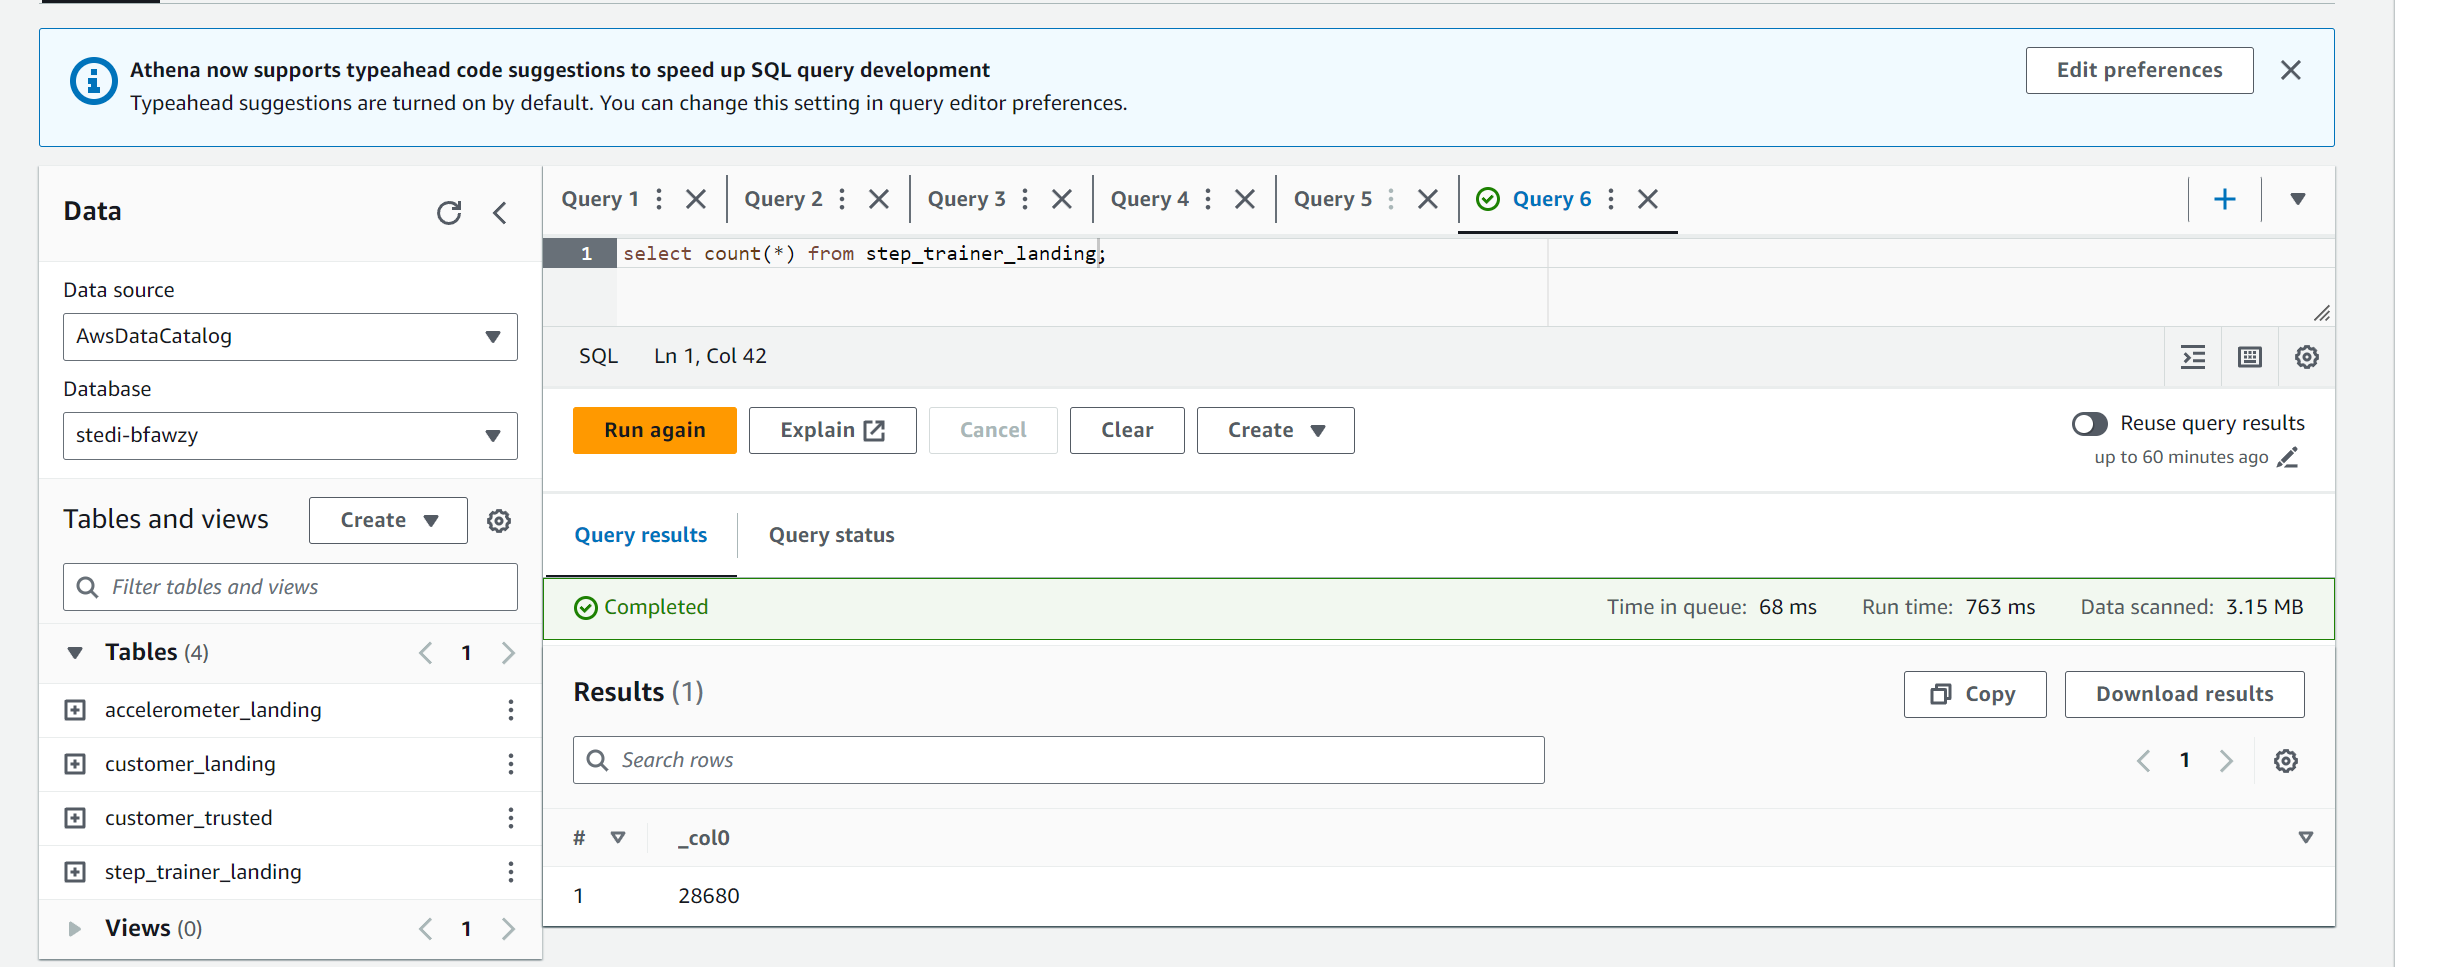 Athena now supports typeahead code suggestions to speed up SQL query development
Typeahead suggestions are turned on by default. You can change this setting in query editor preferences.
Edit preferences
Data
Data source
AwsDataCatalog
Database
stedi-bfawzy
Tables and views
Create
Filter tables and views
Tables (4)
1
accelerometer_landing
customer_landing
customer_trusted
step_trainer_landing
Views (0)
1
Query 1
Query 2
Query 3
Query 4
Query 5
Query 6
1 select count(*) from step_trainer_landing;
SQL Ln 1, Col 42
Run again
Explain
Cancel
Clear
Create
Reuse query results
up to 60 minutes ago
Query results
Query status
Completed
Time in queue: 68 ms
Run time: 763 ms
Data scanned: 3.15 MB
Results (1)
Copy
Download results
Search rows
1
# _col0
1 28680